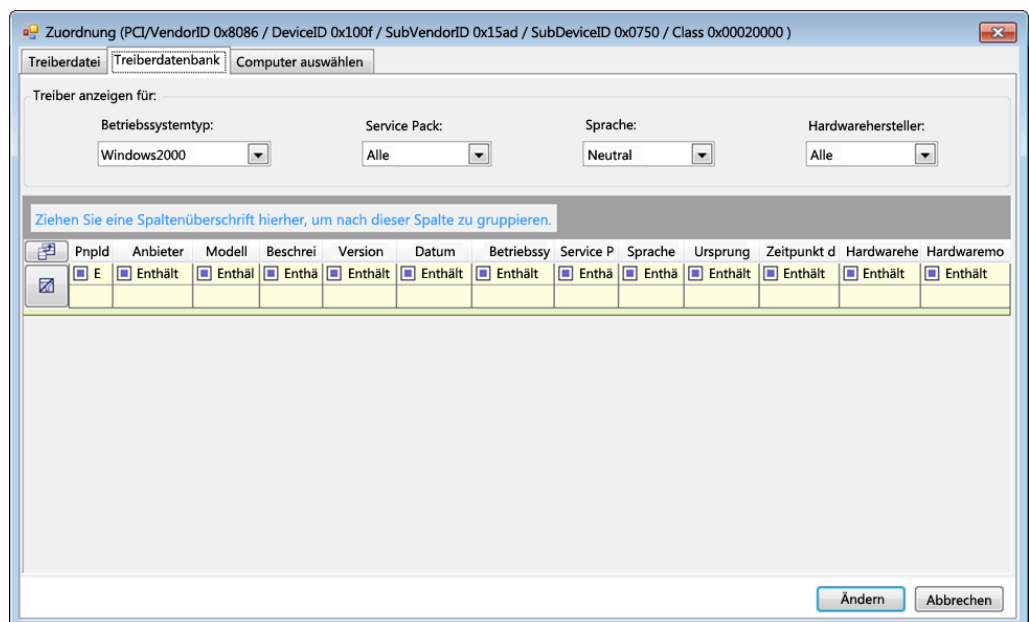 Zuordnung (PCI/VendorID 0x8086 / DeviceID 0x100f / SubVendorID 0x15ad / SubDeviceID 0x0750 / Class 0x00020000 )
Treiberdatei Treiberdatenbank Computer auswählen
Treiber anzeigen für:
Betriebssystemtyp: Service Pack: Sprache: Hardwarehersteller:
Windows2000 Alle Neutral Alle
Ziehen Sie eine Spaltenüberschrift hierher, um nach dieser Spalte zu gruppieren.
PnpId Anbieter Modell Beschrei Version Datum Betriebssy Service P Sprache Ursprung Zeitpunkt d Hardwarehe Hardwaremo
E Enthält Enthäl Enthä Enthält Enthält Enthält Enthä Enthä Enthält Enthält Enthält Enthält
Ändern Abbrechen